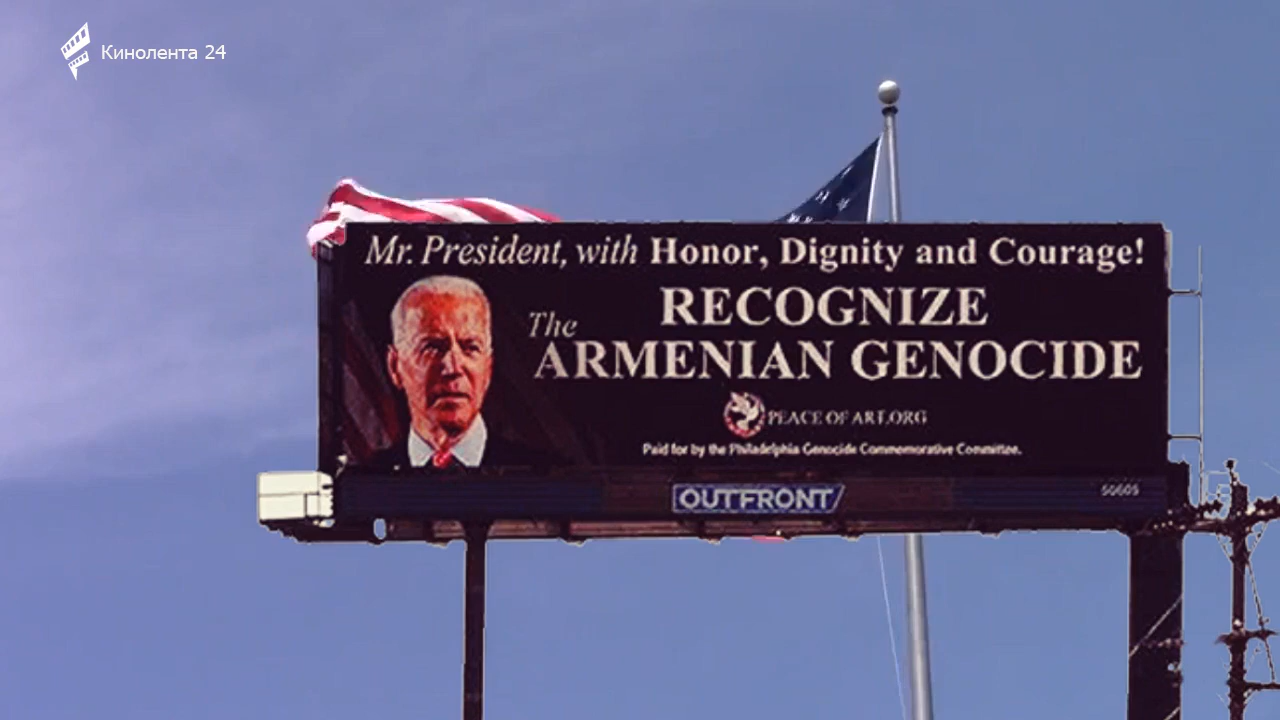 Кинолента 24
Mr. President, with Honor, Dignity and Courage!
RECOGNIZE
The
ARMENIAN GENOCIDE
PEACE OF ART.ORG
Paid for by the Philadelphia Genocide Commemorative Committee.
OUTFRONT
50605